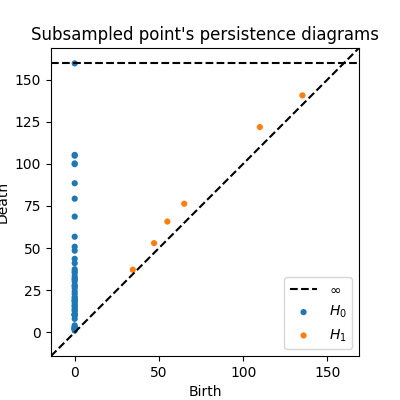 Subsampled point's persistence diagrams
150
125
100
75
50
25
0
Death
0 50 100 150
Birth
∞
H₀
H₁